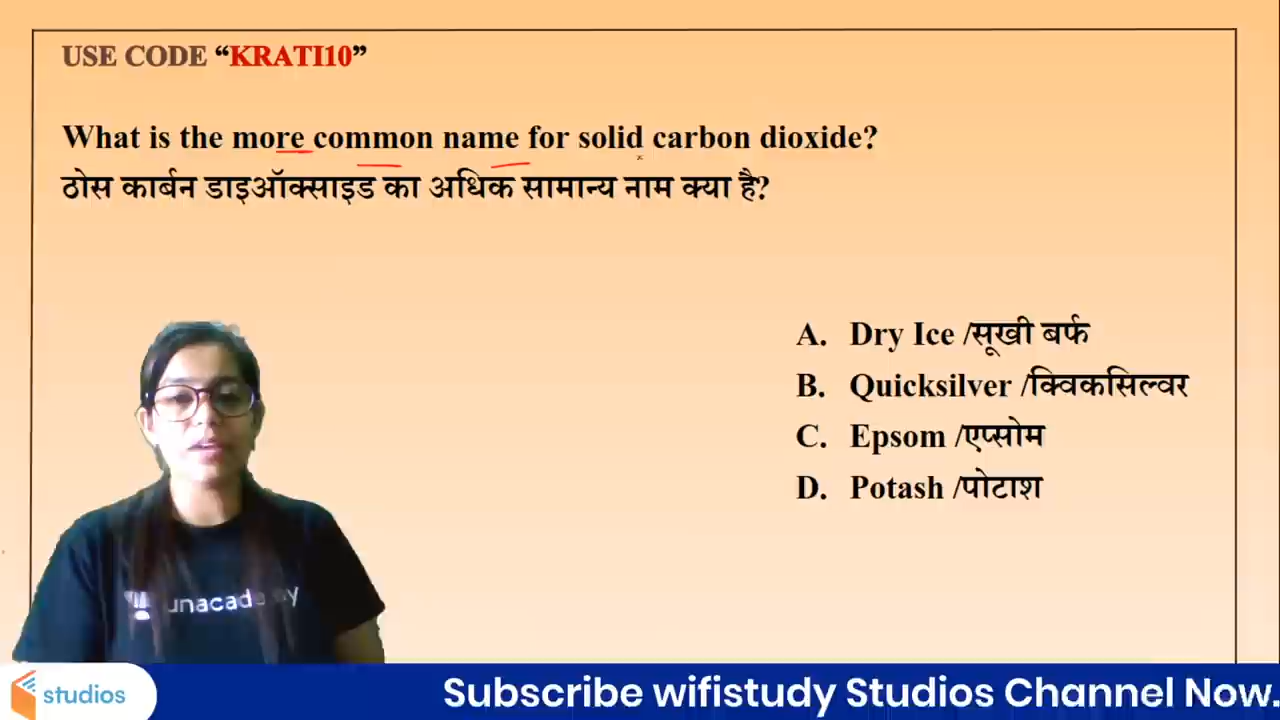 USE CODE “KRATI10”
What is the more common name for solid carbon dioxide?
ठोस कार्बन डाइऑक्साइड का अधिक सामान्य नाम क्या है?
A. Dry Ice /सूखी बर्फ
B. Quicksilver /क्विकसिल्वर
C. Epsom /एप्सोम
D. Potash /पोटाश
unacademy
studios
Subscribe wifistudy Studios Channel Now.